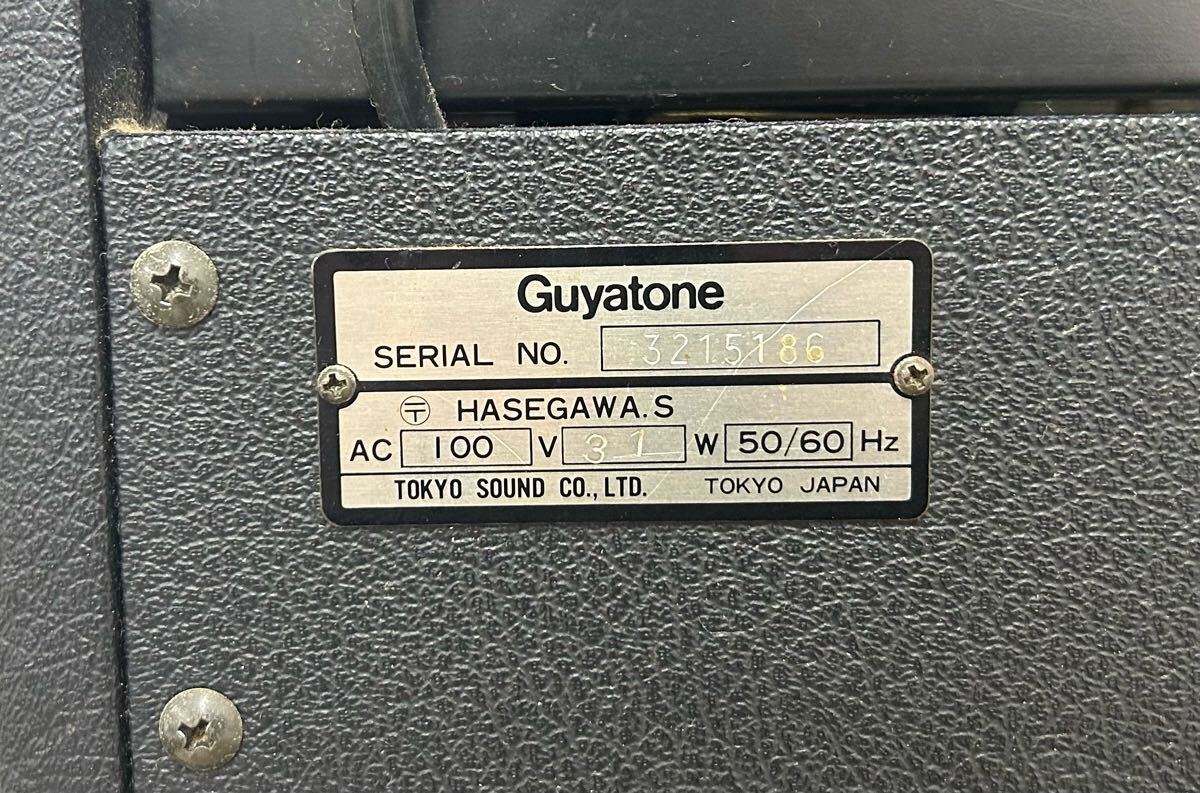 Guyatone
SERIAL NO. 3215186
〶 HASEGAWA.S
AC 100 V 31 W 50/60 Hz
TOKYO SOUND CO., LTD. TOKYO JAPAN